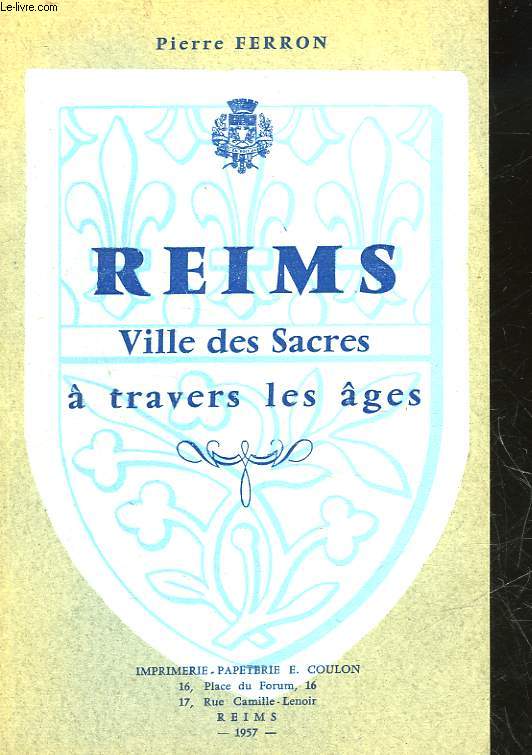 Le-livre.com
Pierre FERRON
REIMS
Ville des Sacres
â travers les âges
IMPRIMERIE-PAPETERIE E. COULON
16, Place du Forum, 16
17, Rue Camille-Lenoir
REIMS
— 1957 —